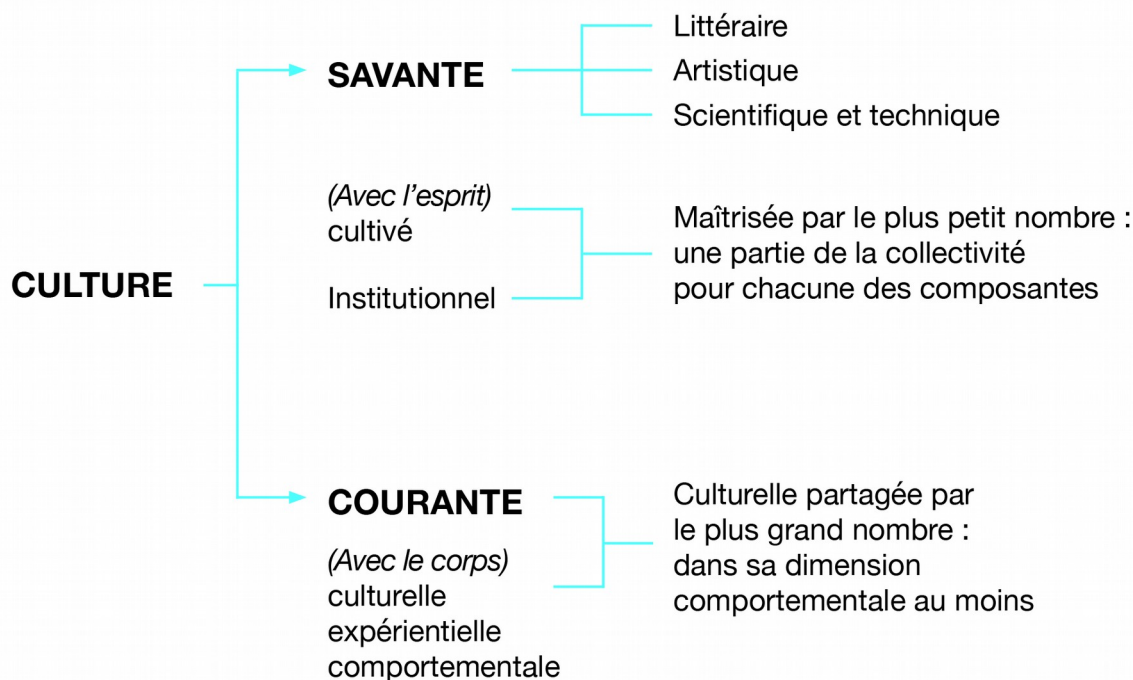 CULTURE
SAVANTE
Littéraire
Artistique
Scientifique et technique
(Avec l’esprit)
cultivé
Institutionnel
Maîtrisée par le plus petit nombre :
une partie de la collectivité
pour chacune des composantes
COURANTE
(Avec le corps)
culturelle
expérientielle
comportementale
Culturelle partagée par
le plus grand nombre :
dans sa dimension
comportementale au moins